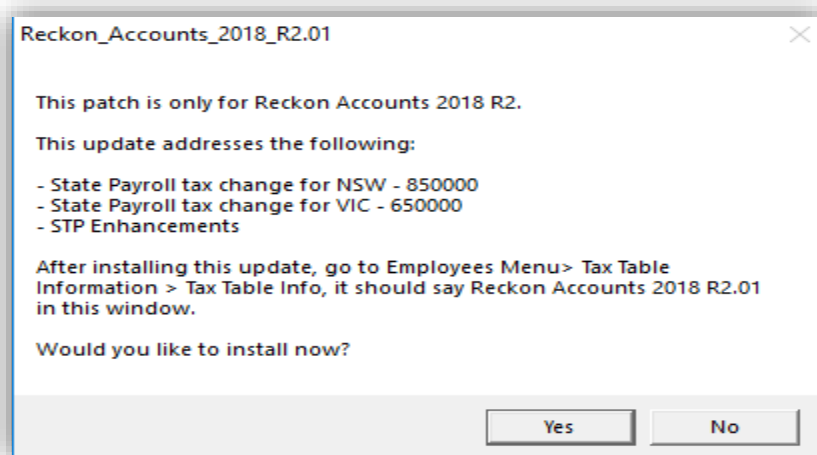 Reckon_Accounts_2018_R2.01
This patch is only for Reckon Accounts 2018 R2.
This update addresses the following:
- State Payroll tax change for NSW - 850000
- State Payroll tax change for VIC - 650000
- STP Enhancements
After installing this update, go to Employees Menu> Tax Table
Information > Tax Table Info, it should say Reckon Accounts 2018 R2.01
in this window.
Would you like to install now?
Yes
No